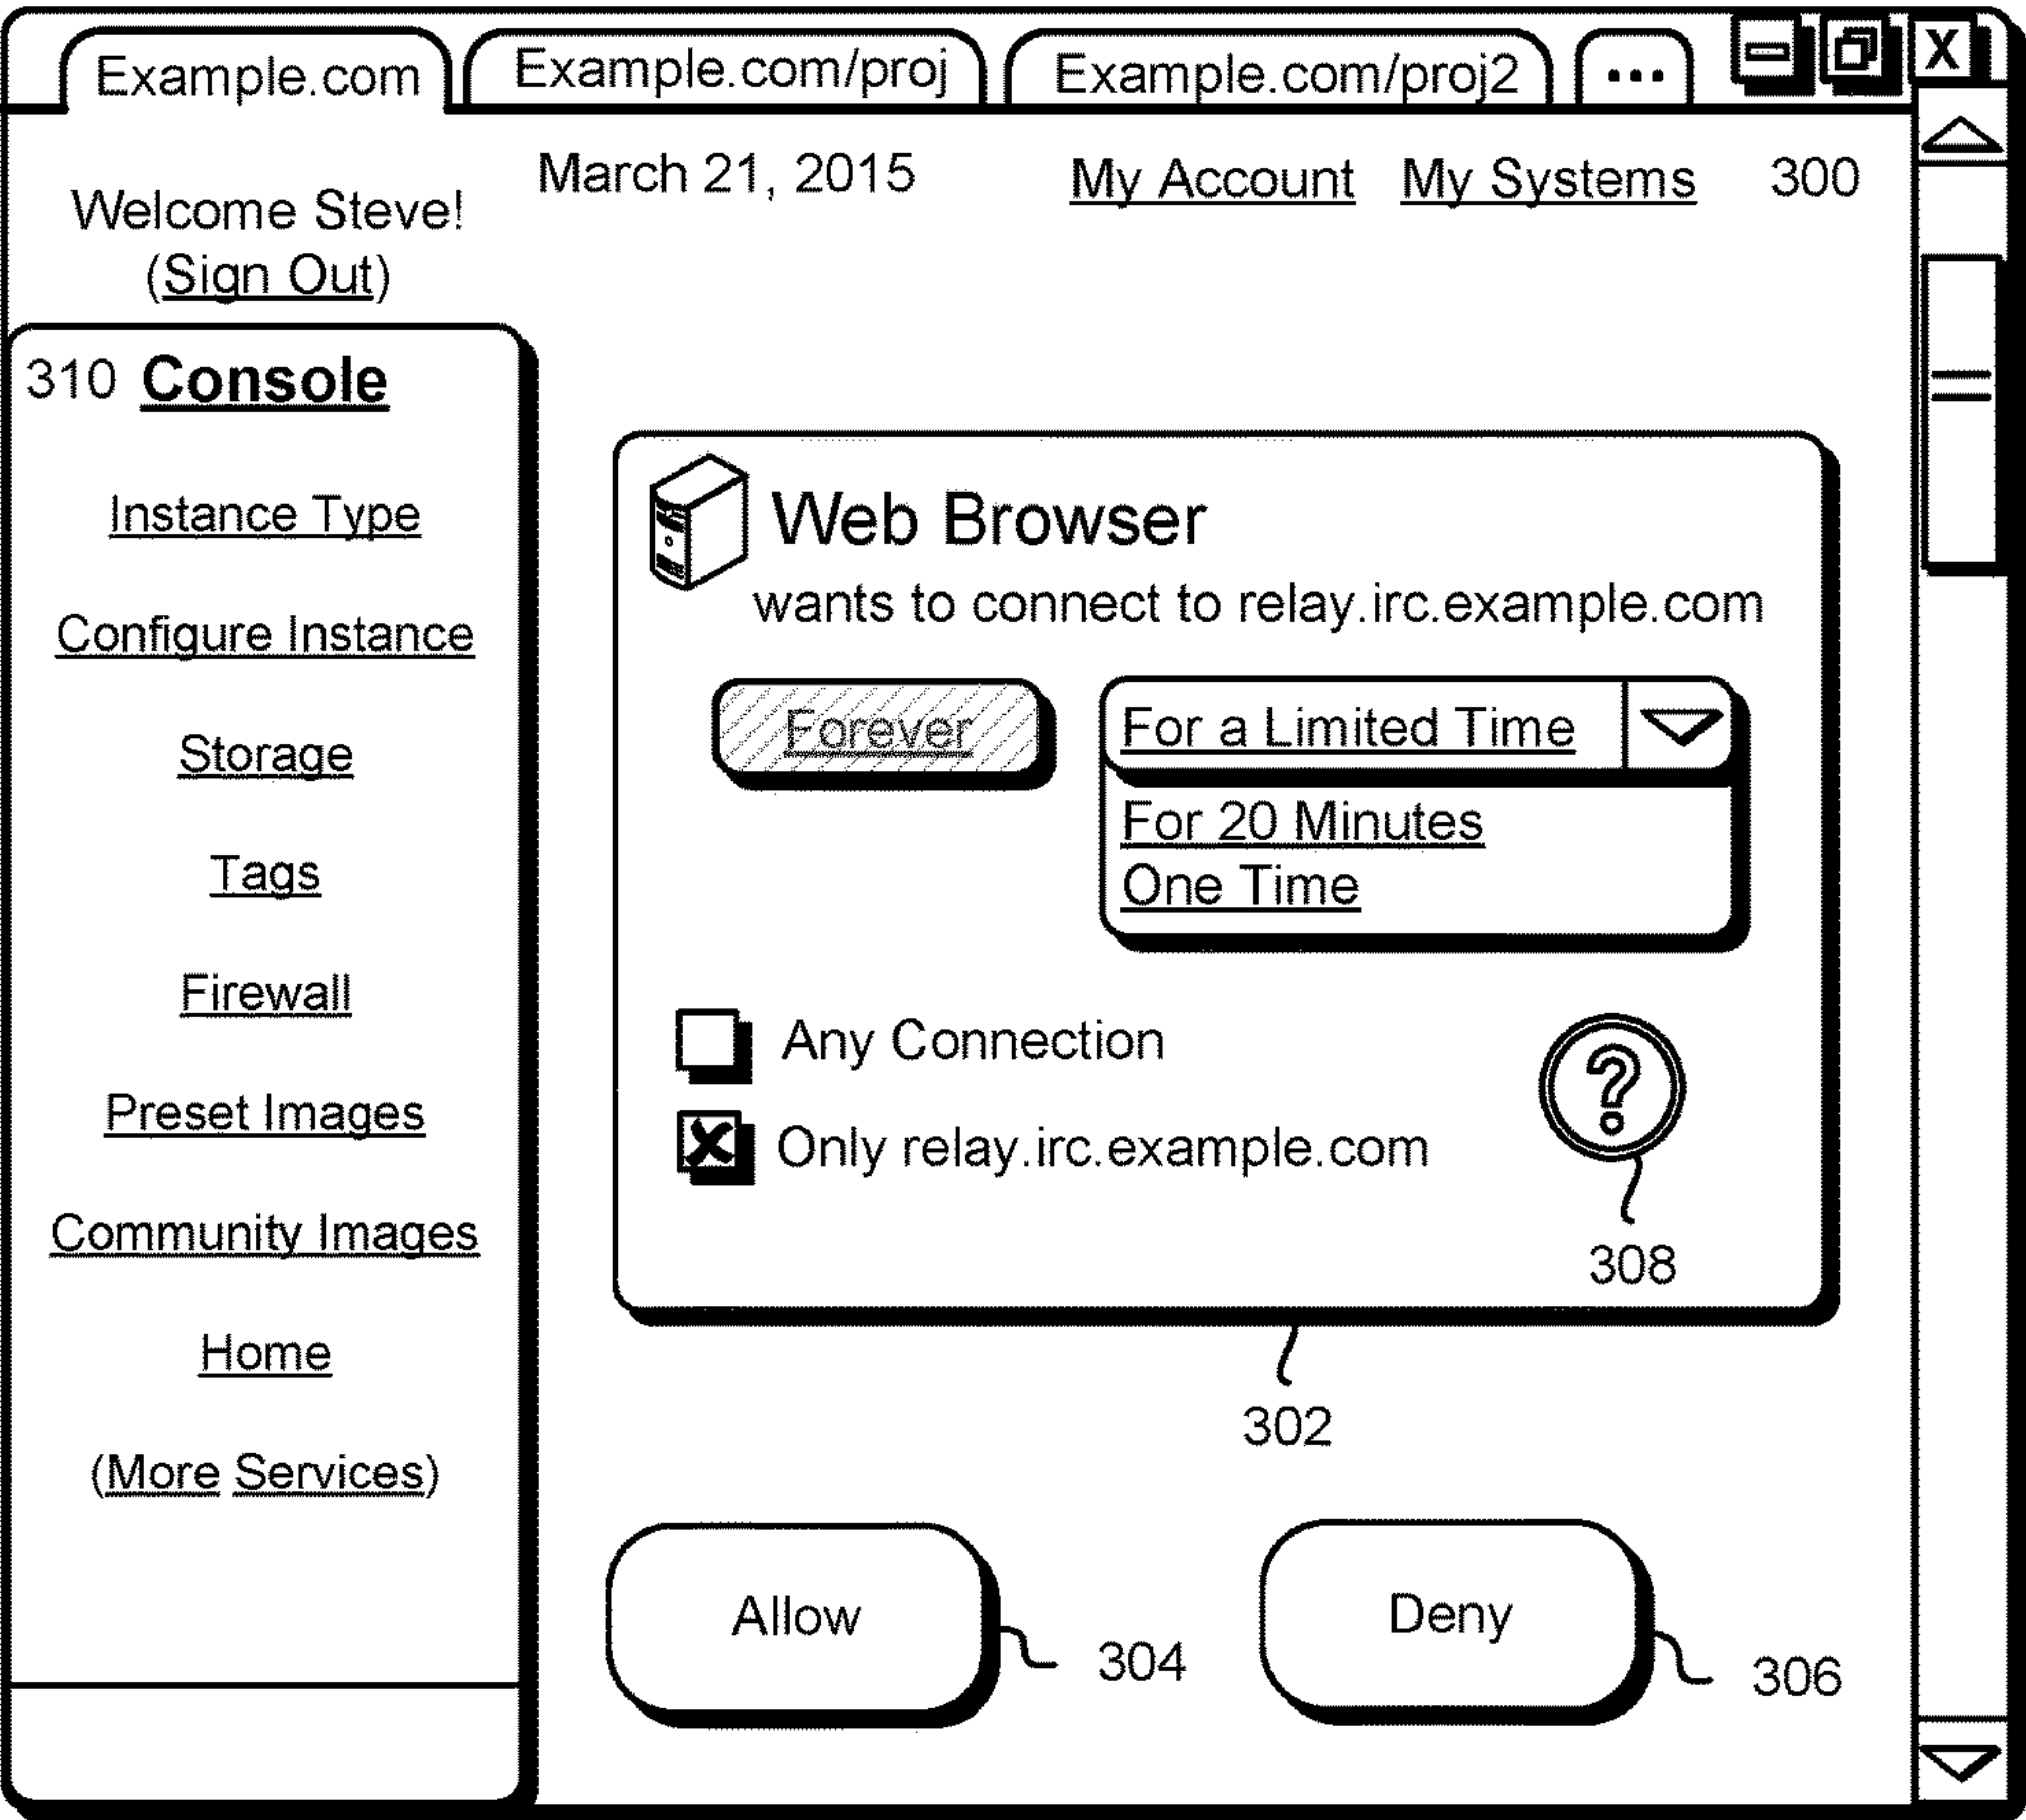 Example.com
Example.com/proj
Example.com/proj2
...
X
Welcome Steve!
(Sign Out)
March 21, 2015
My Account
My Systems
300
310 Console
Instance Type
Configure Instance
Storage
Tags
Firewall
Preset Images
Community Images
Home
(More Services)
Web Browser
wants to connect to relay.irc.example.com
Forever
For a Limited Time
For 20 Minutes
One Time
Any Connection
Only relay.irc.example.com
?
308
302
Allow
304
Deny
306